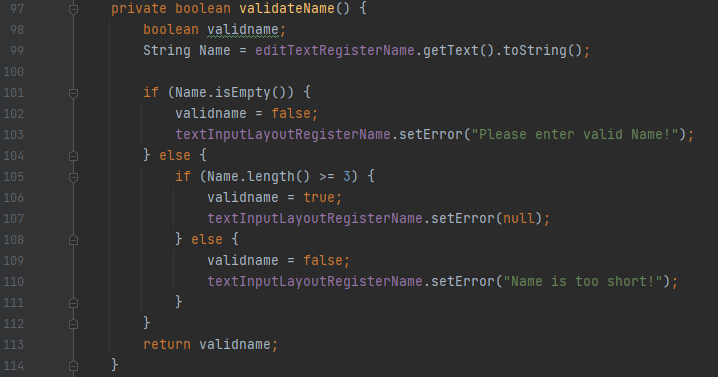 97 private boolean validateName() {
98 boolean validname;
99 String Name = editTextRegisterName.getText().toString();
100
101 if (Name.isEmpty()) {
102 validname = false;
103 textInputLayoutRegisterName.setError("Please enter valid Name!");
104 } else {
105 if (Name.length() >= 3) {
106 validname = true;
107 textInputLayoutRegisterName.setError(null);
108 } else {
109 validname = false;
110 textInputLayoutRegisterName.setError("Name is too short!");
111 }
112 }
113 return validname;
114 }